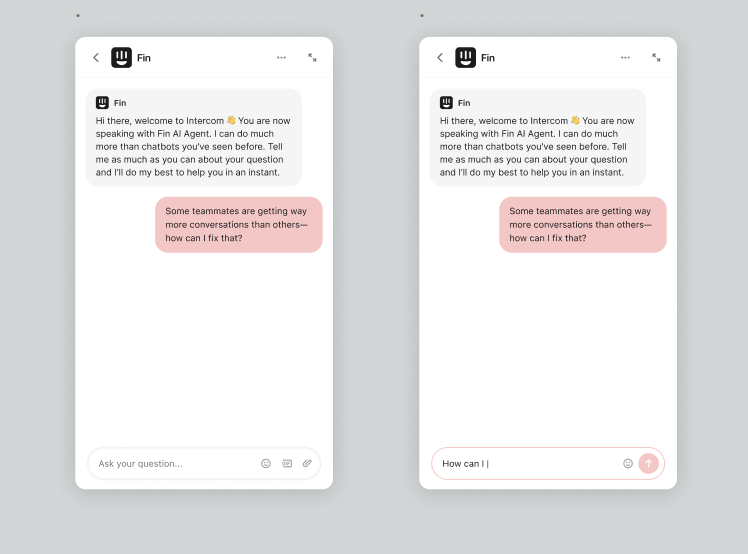 Fin
Fin
Hi there, welcome to Intercom 👋 You are now
speaking with Fin AI Agent. I can do much
more than chatbots you've seen before. Tell
me as much as you can about your question
and I'll do my best to help you in an instant.
Some teammates are getting way
more conversations than others—
how can I fix that?
Ask your question...
GIF
Fin
Fin
Hi there, welcome to Intercom 👋 You are now
speaking with Fin AI Agent. I can do much
more than chatbots you've seen before. Tell
me as much as you can about your question
and I'll do my best to help you in an instant.
Some teammates are getting way
more conversations than others—
how can I fix that?
How can I |